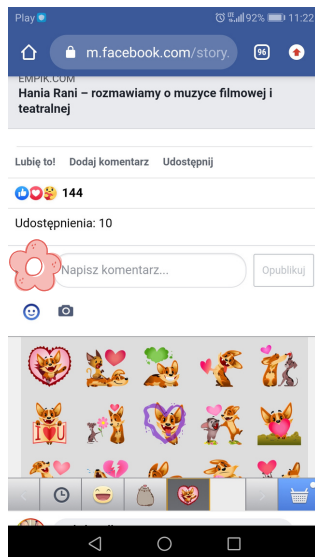 Play 92% 11:22
m.facebook.com/story. 96
EMPIK.COM
Hania Rani – rozmawiamy o muzyce filmowej i
teatralnej
Lubię to! Dodaj komentarz Udostępnij
144
Udostępnienia: 10
Napisz komentarz... Opublikuj
I U